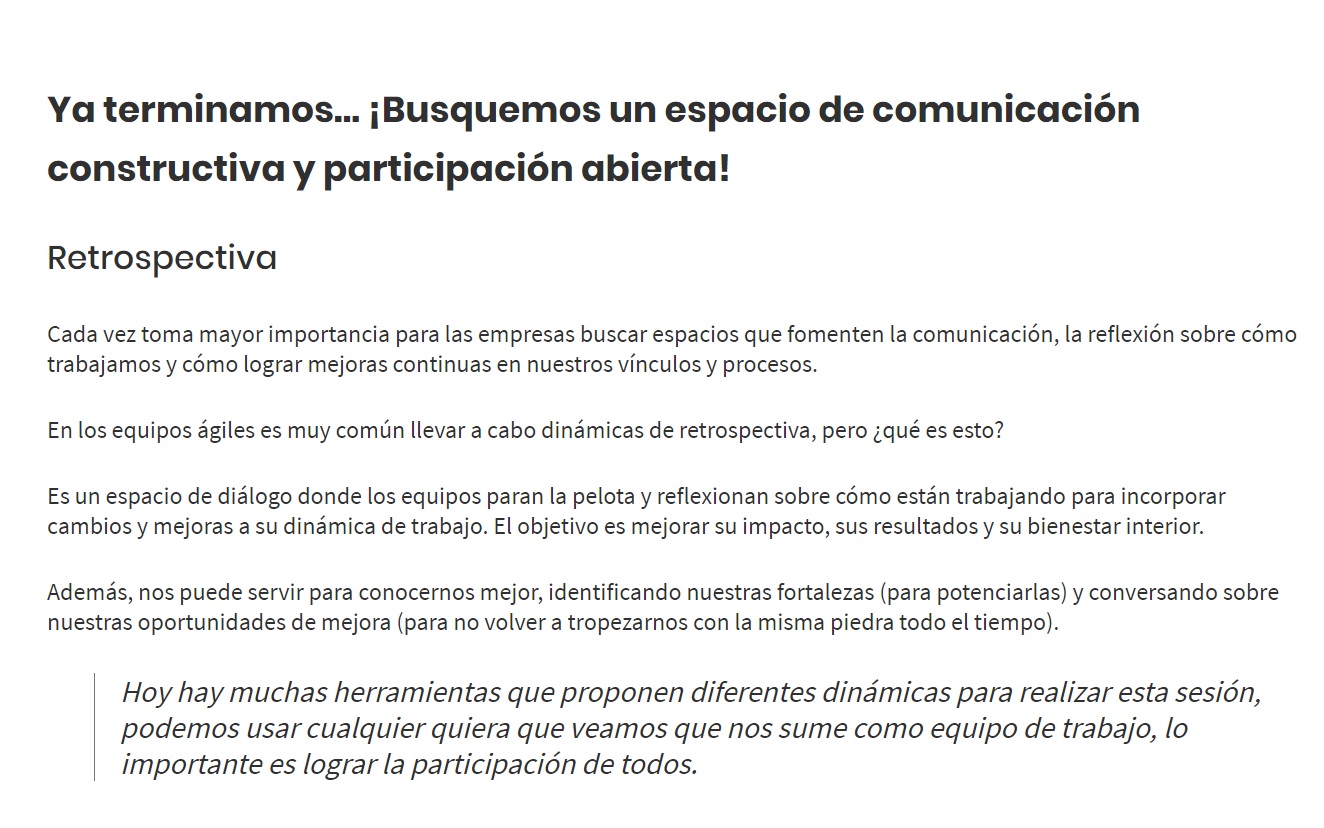 Ya terminamos... ¡Busquemos un espacio de comunicación
constructiva y participación abierta!
Retrospectiva
Cada vez toma mayor importancia para las empresas buscar espacios que fomenten la comunicación, la reflexión sobre cómo
trabajamos y cómo lograr mejoras continuas en nuestros vínculos y procesos.
En los equipos ágiles es muy común llevar a cabo dinámicas de retrospectiva, pero ¿qué es esto?
Es un espacio de diálogo donde los equipos paran la pelota y reflexionan sobre cómo están trabajando para incorporar
cambios y mejoras a su dinámica de trabajo. El objetivo es mejorar su impacto, sus resultados y su bienestar interior.
Además, nos puede servir para conocernos mejor, identificando nuestras fortalezas (para potenciarlas) y conversando sobre
nuestras oportunidades de mejora (para no volver a tropezarnos con la misma piedra todo el tiempo).
Hoy hay muchas herramientas que proponen diferentes dinámicas para realizar esta sesión,
podemos usar cualquier quiera que veamos que nos sume como equipo de trabajo, lo
importante es lograr la participación de todos.